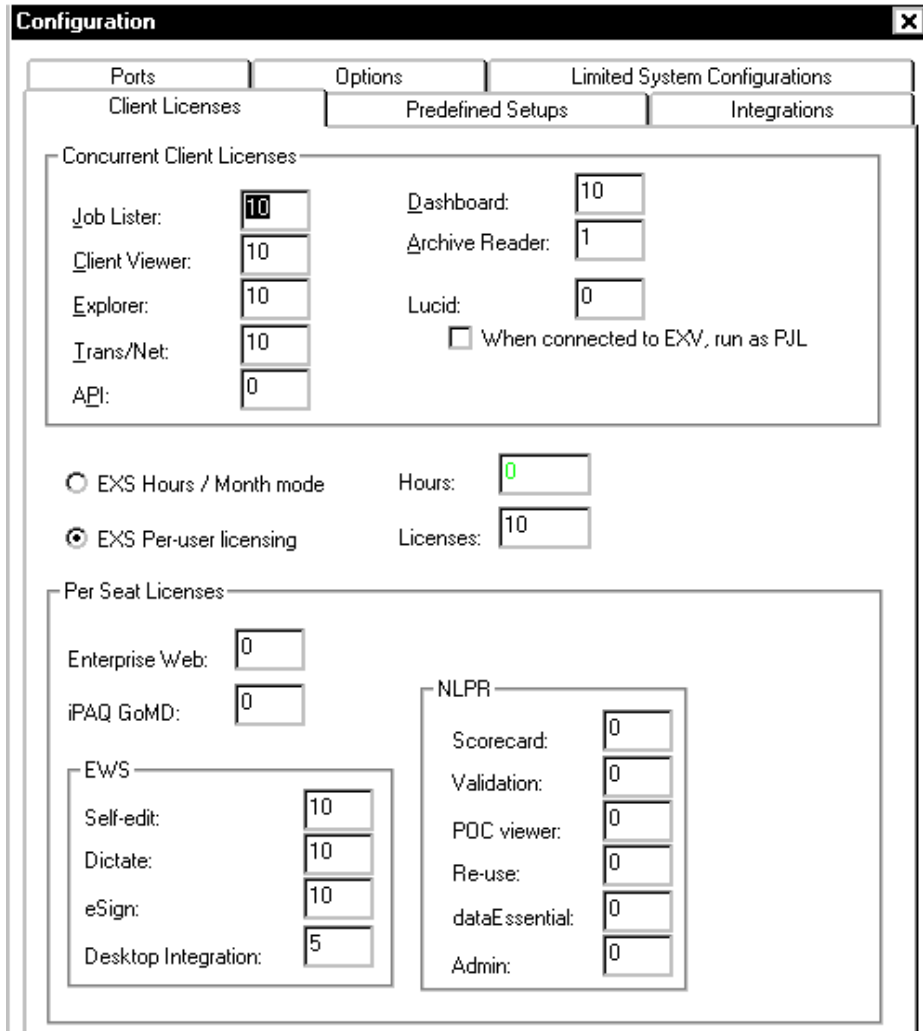 Configuration
Ports Options Limited System Configurations
Client Licenses Predefined Setups Integrations
Concurrent Client Licenses
Job Lister: 10
Client Viewer: 10
Explorer: 10
Trans/Net: 10
API: 0
Dashboard: 10
Archive Reader: 1
Lucid: 0
When connected to EXV, run as PJL
EXS Hours / Month mode Hours: 0
EXS Per-user licensing Licenses: 10
Per Seat Licenses
Enterprise Web: 0
iPAQ GoMD: 0
EWS
Self-edit: 10
Dictate: 10
eSign: 10
Desktop Integration: 5
NLPR
Scorecard: 0
Validation: 0
POC viewer: 0
Re-use: 0
dataEssential: 0
Admin: 0